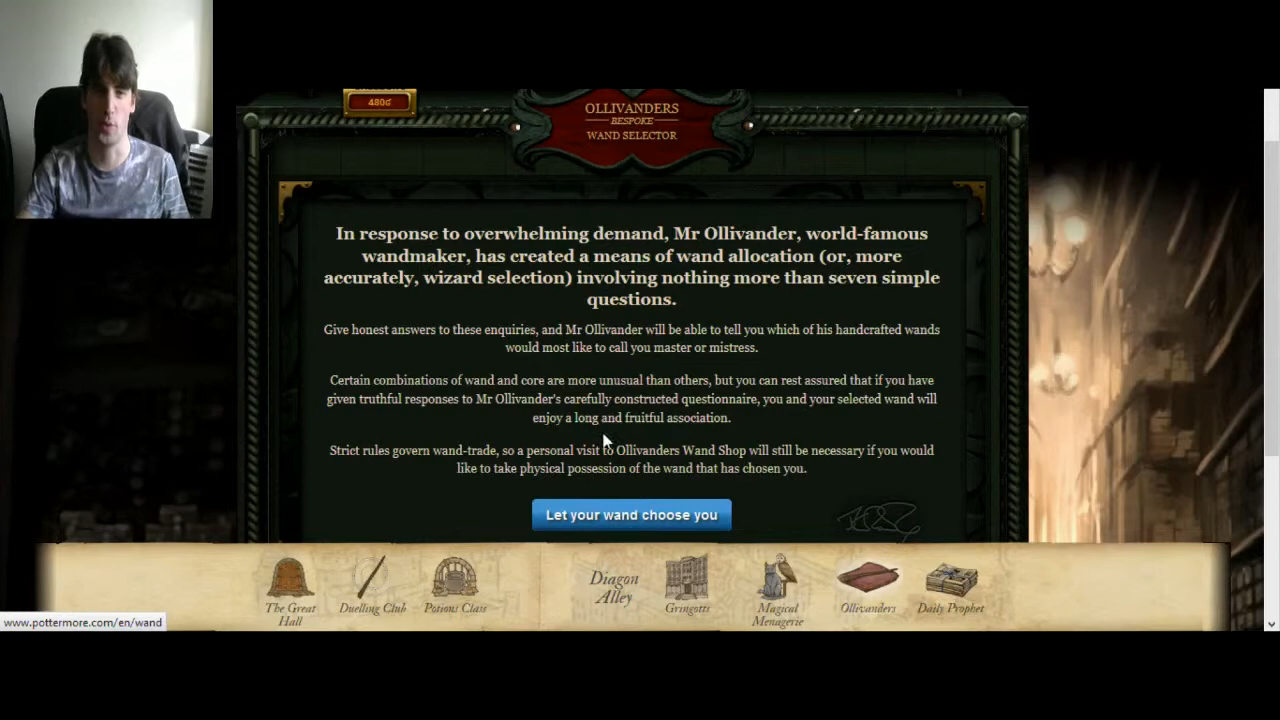 480G
OLLIVANDERS
BESPOKE
WAND SELECTOR
In response to overwhelming demand, Mr Ollivander, world-famous
wandmaker, has created a means of wand allocation (or, more
accurately, wizard selection) involving nothing more than seven simple
questions.
Give honest answers to these enquiries, and Mr Ollivander will be able to tell you which of his handcrafted wands
would most like to call you master or mistress.
Certain combinations of wand and core are more unusual than others, but you can rest assured that if you have
given truthful responses to Mr Ollivander's carefully constructed questionnaire, you and your selected wand will
enjoy a long and fruitful association.
Strict rules govern wand-trade, so a personal visit to Ollivanders Wand Shop will still be necessary if you would
like to take physical possession of the wand that has chosen you.
Let your wand choose you
The Great
Hall
Duelling Club
Potions Class
Diagon
Alley
Gringotts
Magical
Menagerie
Ollivanders
Daily Prophet
www.pottermore.com/en/wand